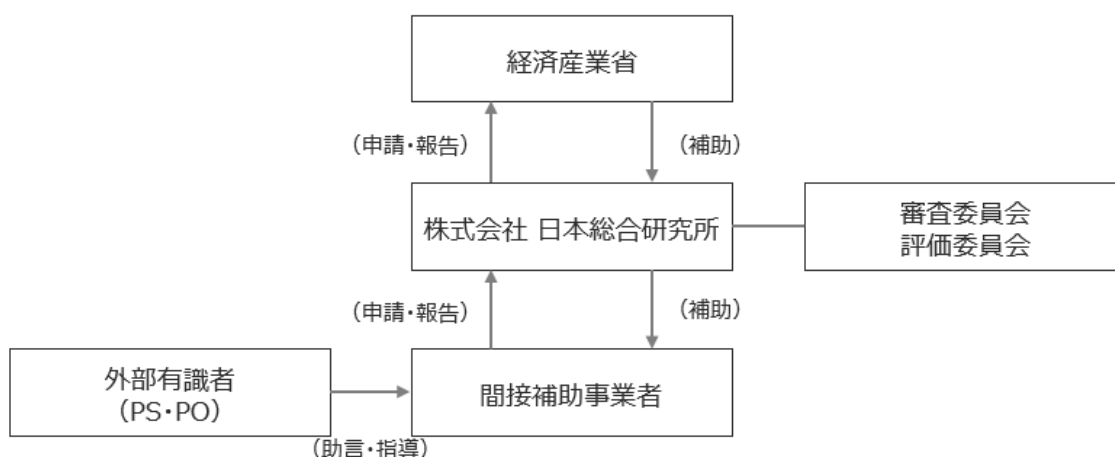 経済産業省
（申請・報告）
（補助）
株式会社 日本総合研究所
審査委員会
評価委員会
（申請・報告）
（補助）
外部有識者
（PS・PO）
間接補助事業者
（助言・指導）